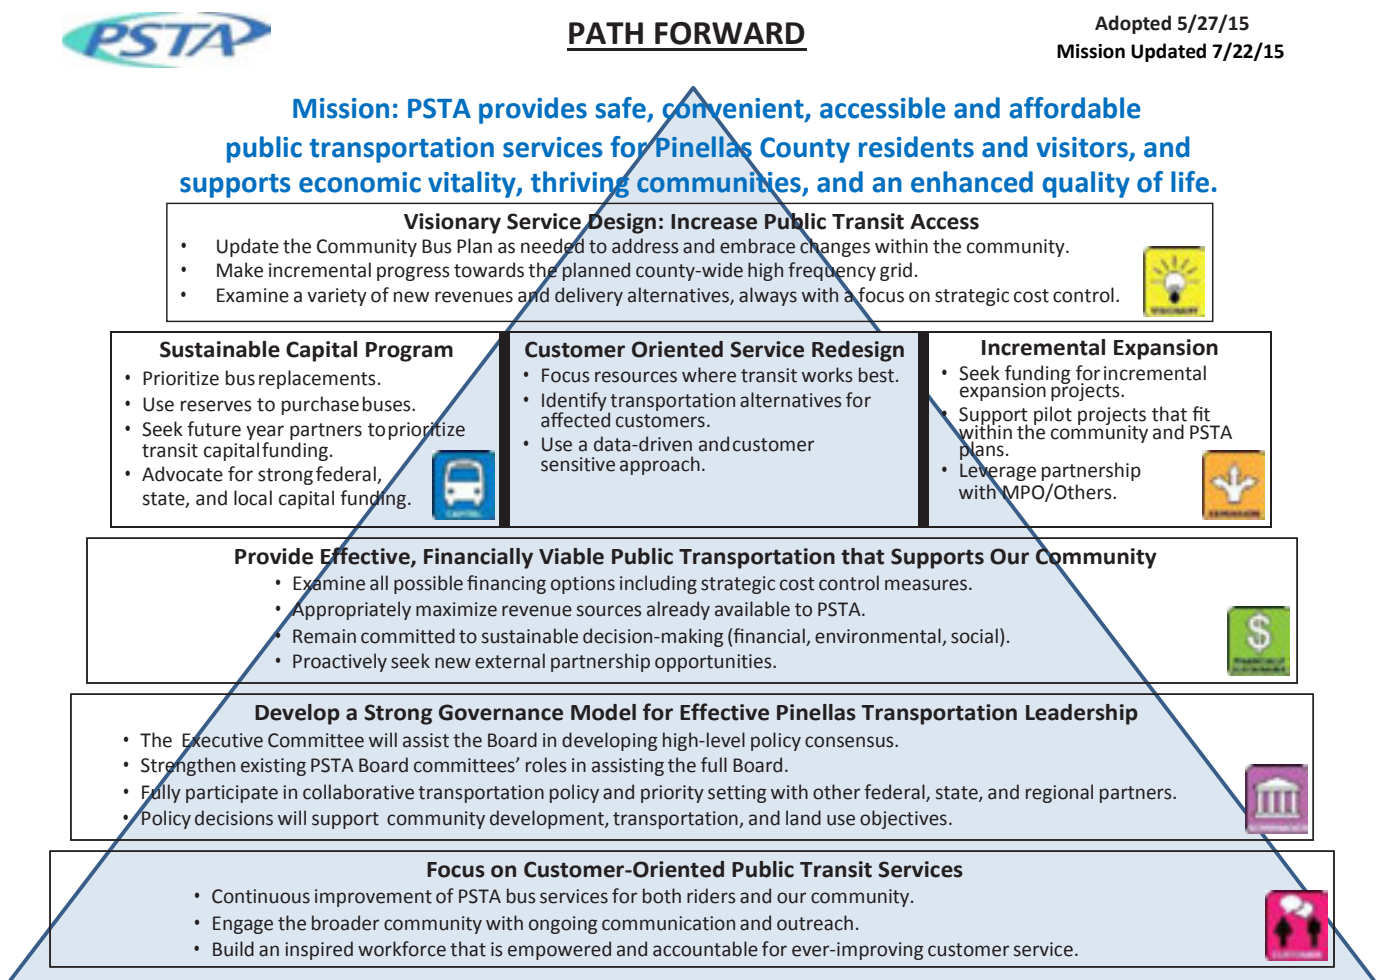 PSTA
PATH FORWARD
Adopted 5/27/15
Mission Updated 7/22/15
Mission: PSTA provides safe, convenient, accessible and affordable
public transportation services for Pinellas County residents and visitors, and
supports economic vitality, thriving communities, and an enhanced quality of life.
Visionary Service Design: Increase Public Transit Access
• Update the Community Bus Plan as needed to address and embrace changes within the community.
• Make incremental progress towards the planned county-wide high frequency grid.
• Examine a variety of new revenues and delivery alternatives, always with a focus on strategic cost control.
VISIONARY
Sustainable Capital Program
• Prioritize bus replacements.
• Use reserves to purchase buses.
• Seek future year partners to prioritize
transit capital funding.
• Advocate for strong federal,
state, and local capital funding.
CAPITAL
Customer Oriented Service Redesign
• Focus resources where transit works best.
• Identify transportation alternatives for
affected customers.
• Use a data-driven and customer
sensitive approach.
Incremental Expansion
• Seek funding for incremental
expansion projects.
• Support pilot projects that fit
within the community and PSTA
plans.
• Leverage partnership
with MPO/Others.
EXPANSION
Provide Effective, Financially Viable Public Transportation that Supports Our Community
• Examine all possible financing options including strategic cost control measures.
• Appropriately maximize revenue sources already available to PSTA.
• Remain committed to sustainable decision-making (financial, environmental, social).
• Proactively seek new external partnership opportunities.
$
FINANCIALLY
Develop a Strong Governance Model for Effective Pinellas Transportation Leadership
• The Executive Committee will assist the Board in developing high-level policy consensus.
• Strengthen existing PSTA Board committees’ roles in assisting the full Board.
• Fully participate in collaborative transportation policy and priority setting with other federal, state, and regional partners.
• Policy decisions will support community development, transportation, and land use objectives.
GOVERNANCE
Focus on Customer-Oriented Public Transit Services
• Continuous improvement of PSTA bus services for both riders and our community.
• Engage the broader community with ongoing communication and outreach.
• Build an inspired workforce that is empowered and accountable for ever-improving customer service.
CUSTOMER